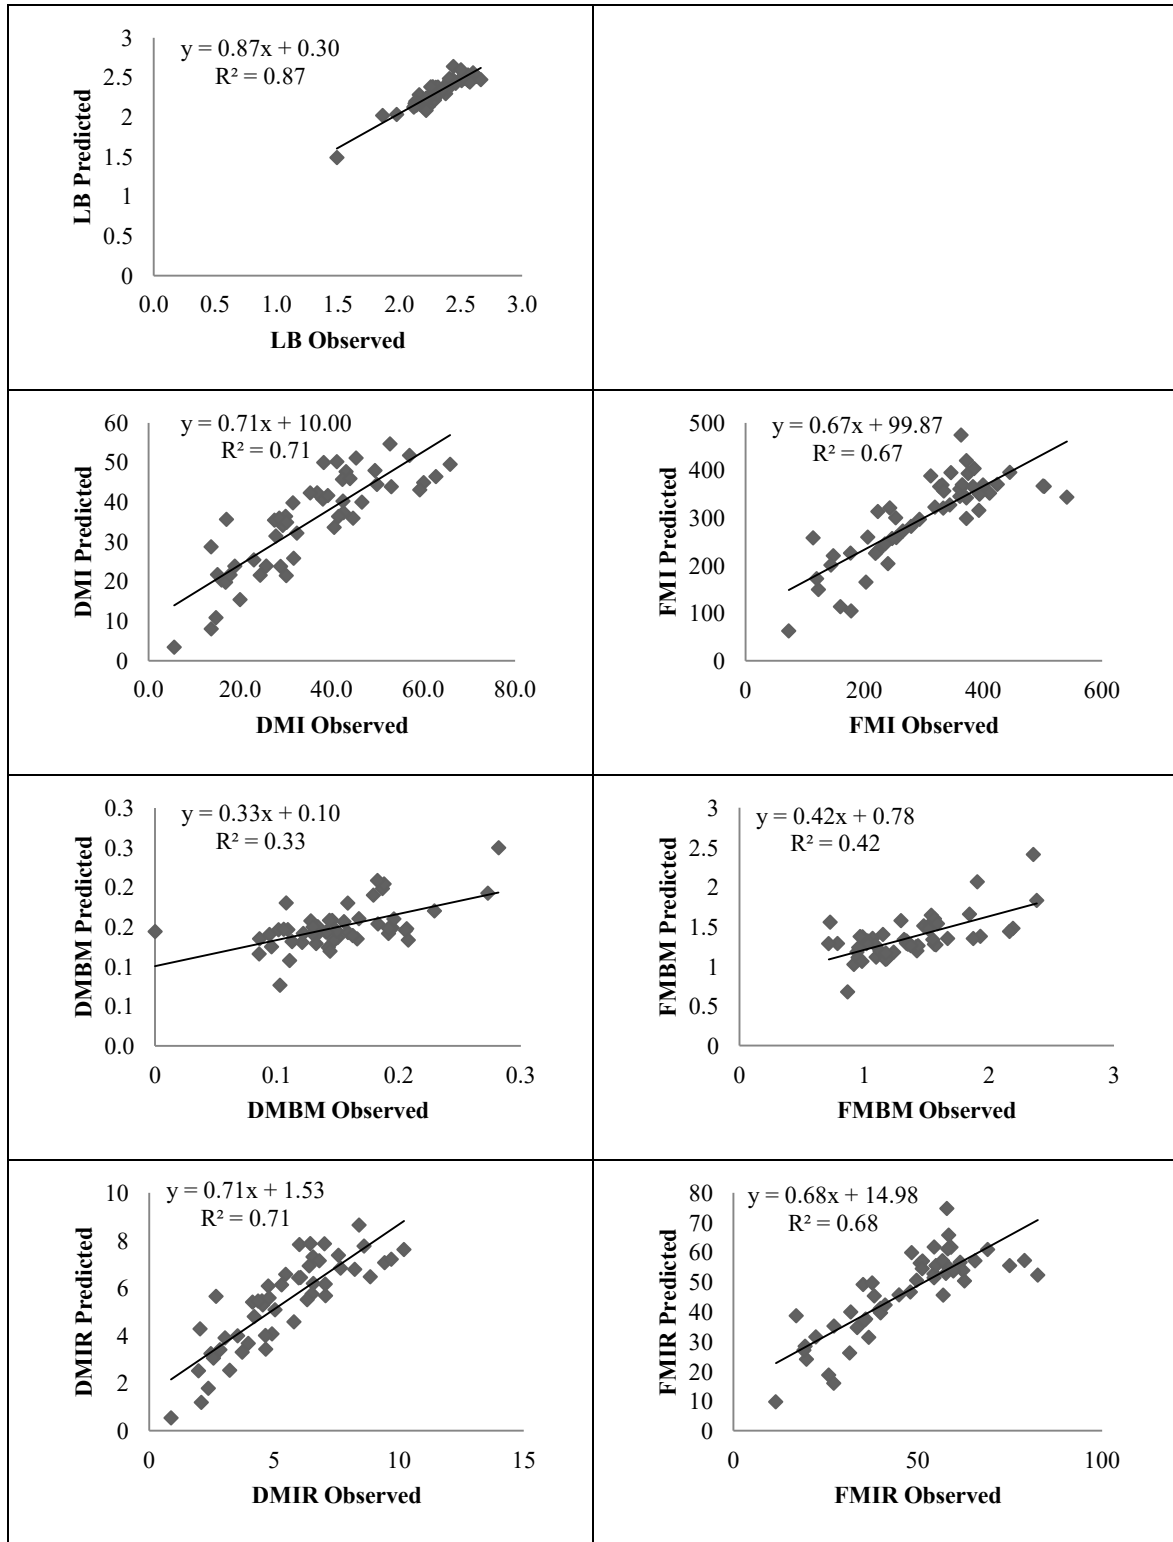 y = 0.87x + 0.30
R² = 0.87
3
2.5
2
1.5
1
0.5
0
LB Predicted
0.0 0.5 1.0 1.5 2.0 2.5 3.0
LB Observed
y = 0.71x + 10.00
R² = 0.71
60
50
40
30
20
10
0
DMI Predicted
0.0 20.0 40.0 60.0 80.0
DMI Observed
y = 0.67x + 99.87
R² = 0.67
500
400
300
200
100
0
FMI Predicted
0 200 400 600
FMI Observed
y = 0.33x + 0.10
R² = 0.33
0.3
0.3
0.2
0.2
0.1
0.1
0.0
DMBM Predicted
0 0.1 0.2 0.3
DMBM Observed
y = 0.42x + 0.78
R² = 0.42
3
2.5
2
1.5
1
0.5
0
FMBM Predicted
0 1 2 3
FMBM Observed
y = 0.71x + 1.53
R² = 0.71
10
8
6
4
2
0
DMIR Predicted
0 5 10 15
DMIR Observed
y = 0.68x + 14.98
R² = 0.68
80
70
60
50
40
30
20
10
0
FMIR Predicted
0 50 100
FMIR Observed